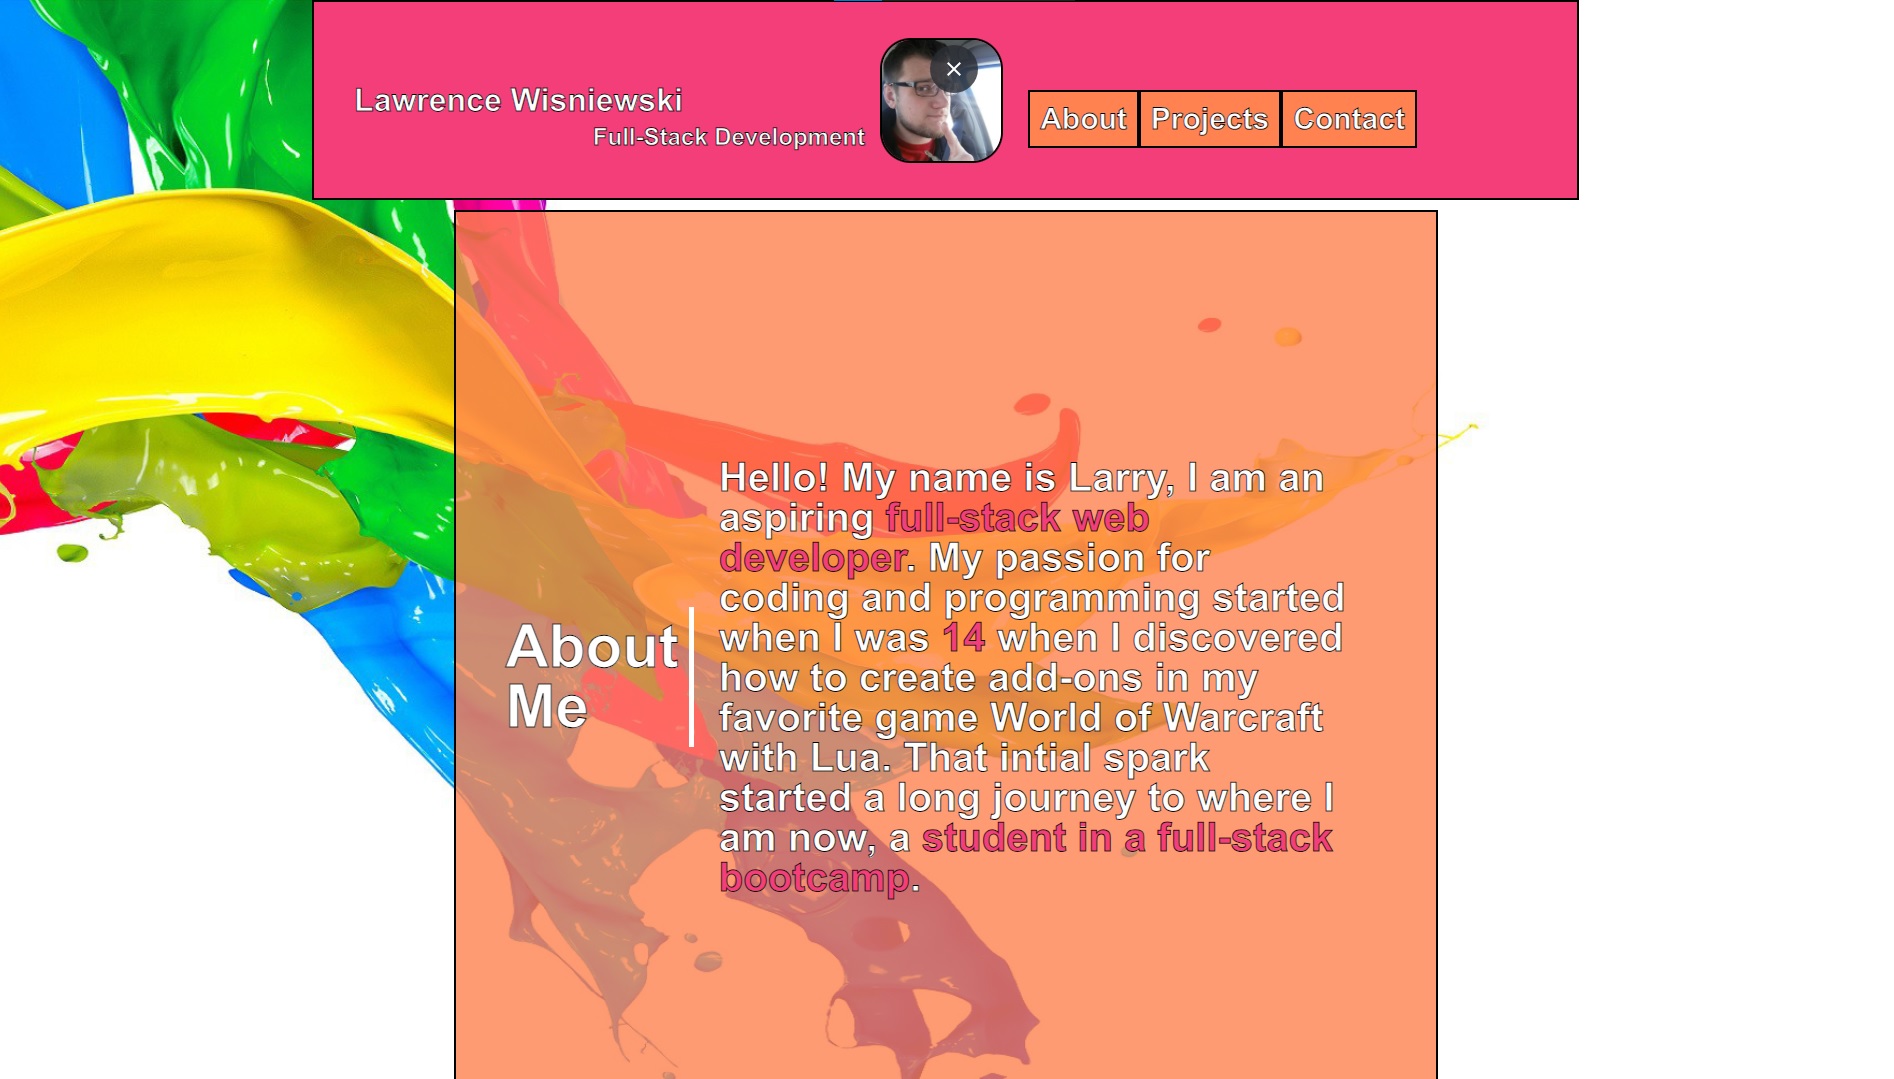 Lawrence Wisniewski
Full-Stack Development
About
Projects
Contact
About
Me
Hello! My name is Larry, I am an
aspiring full-stack web
developer. My passion for
coding and programming started
when I was 14 when I discovered
how to create add-ons in my
favorite game World of Warcraft
with Lua. That intial spark
started a long journey to where I
am now, a student in a full-stack
bootcamp.